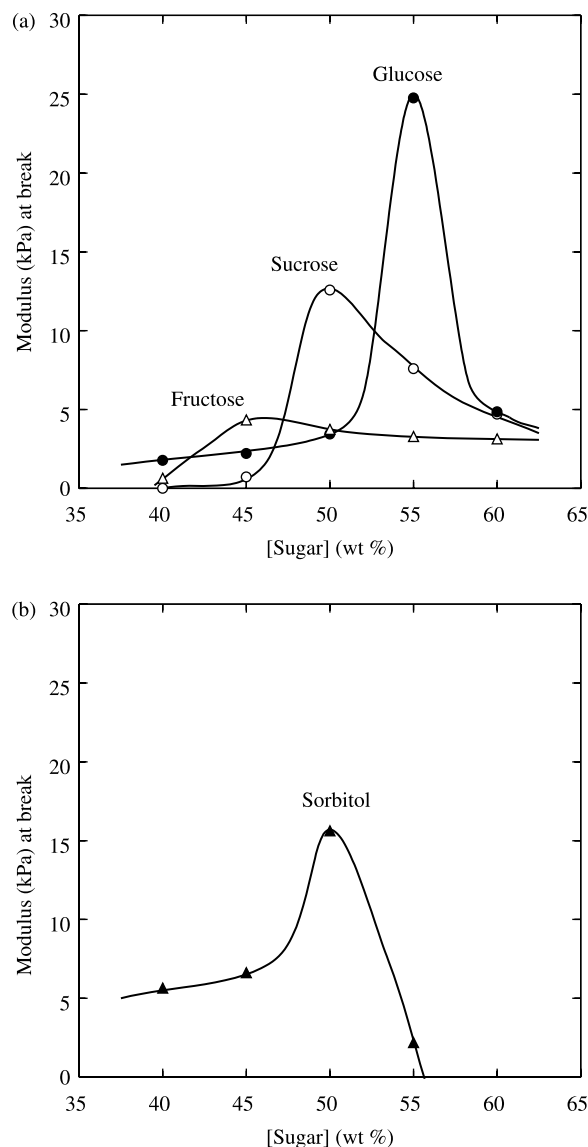 (a)
30
25
20
15
10
5
0
Modulus (kPa) at break
Glucose
Sucrose
Fructose
35 40 45 50 55 60 65
[Sugar] (wt %)
(b)
30
25
20
15
10
5
0
Modulus (kPa) at break
Sorbitol
35 40 45 50 55 60 65
[Sugar] (wt %)